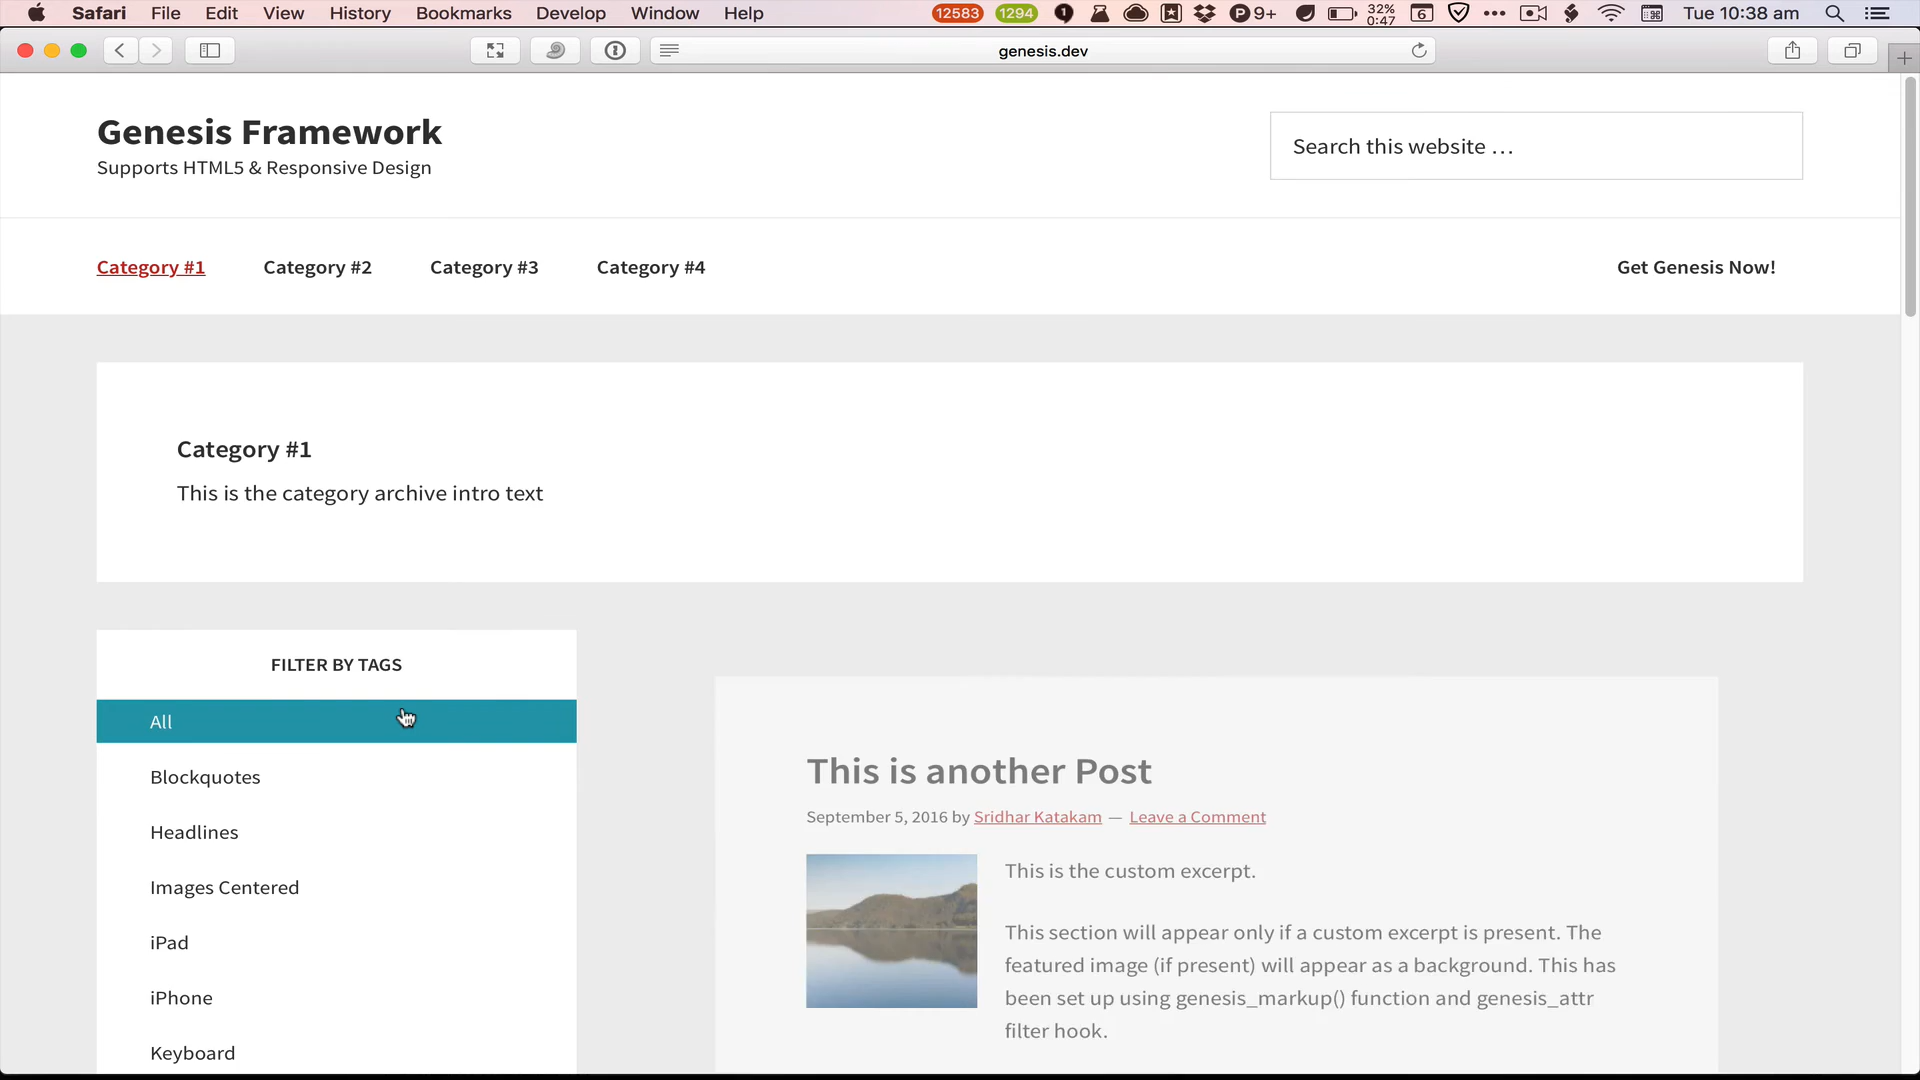 Safari File Edit View History Bookmarks Develop Window Help 12583 1294 1 P 9+ 32% 0:47 6 Tue 10:38 am
genesis.dev
Genesis Framework
Supports HTML5 & Responsive Design
Search this website …
Category #1 Category #2 Category #3 Category #4 Get Genesis Now!
Category #1
This is the category archive intro text
FILTER BY TAGS
All
Blockquotes
Headlines
Images Centered
iPad
iPhone
Keyboard
This is another Post
September 5, 2016 by Sridhar Katakam — Leave a Comment
This is the custom excerpt.
This section will appear only if a custom excerpt is present. The
featured image (if present) will appear as a background. This has
been set up using genesis_markup() function and genesis_attr
filter hook.